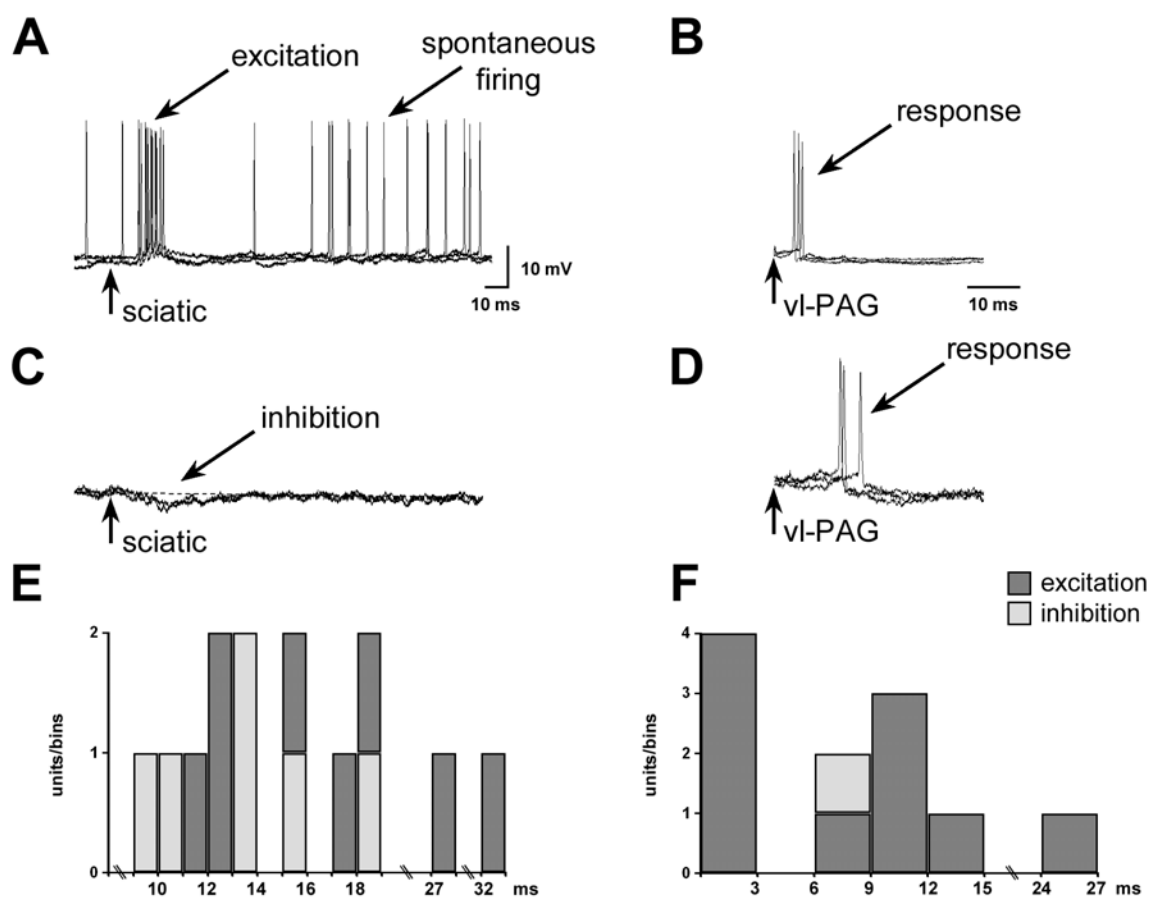 A
excitation
spontaneous
firing
10 mV
10 ms
sciatic
B
response
10 ms
vl-PAG
C
inhibition
sciatic
D
response
vl-PAG
E
2
1
0
units/bins
10 12 14 16 18 27 32 ms
F
excitation
inhibition
4
3
2
1
0
units/bins
3 6 9 12 15 24 27 ms